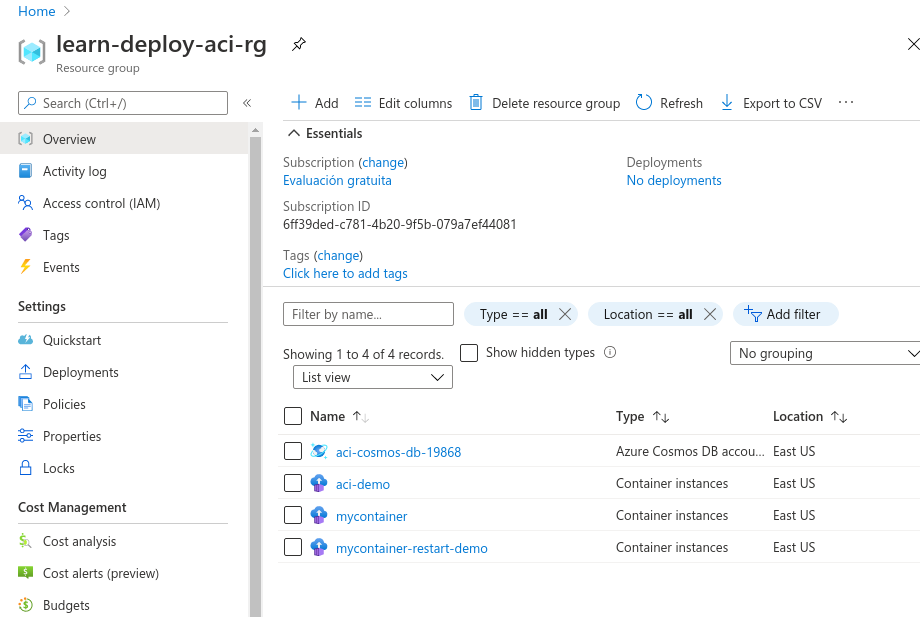 Home
learn-deploy-aci-rg
Resource group
Search (Ctrl+/)
Overview
Activity log
Access control (IAM)
Tags
Events
Settings
Quickstart
Deployments
Policies
Properties
Locks
Cost Management
Cost analysis
Cost alerts (preview)
Budgets
Add Edit columns Delete resource group Refresh Export to CSV ...
Essentials
Subscription (change) Deployments
Evaluación gratuita No deployments
Subscription ID
6ff39ded-c781-4b20-9f5b-079a7ef44081
Tags (change)
Click here to add tags
Filter by name... Type == all Location == all Add filter
Showing 1 to 4 of 4 records. Show hidden types No grouping
List view
Name Type Location
aci-cosmos-db-19868 Azure Cosmos DB accou... East US
aci-demo Container instances East US
mycontainer Container instances East US
mycontainer-restart-demo Container instances East US